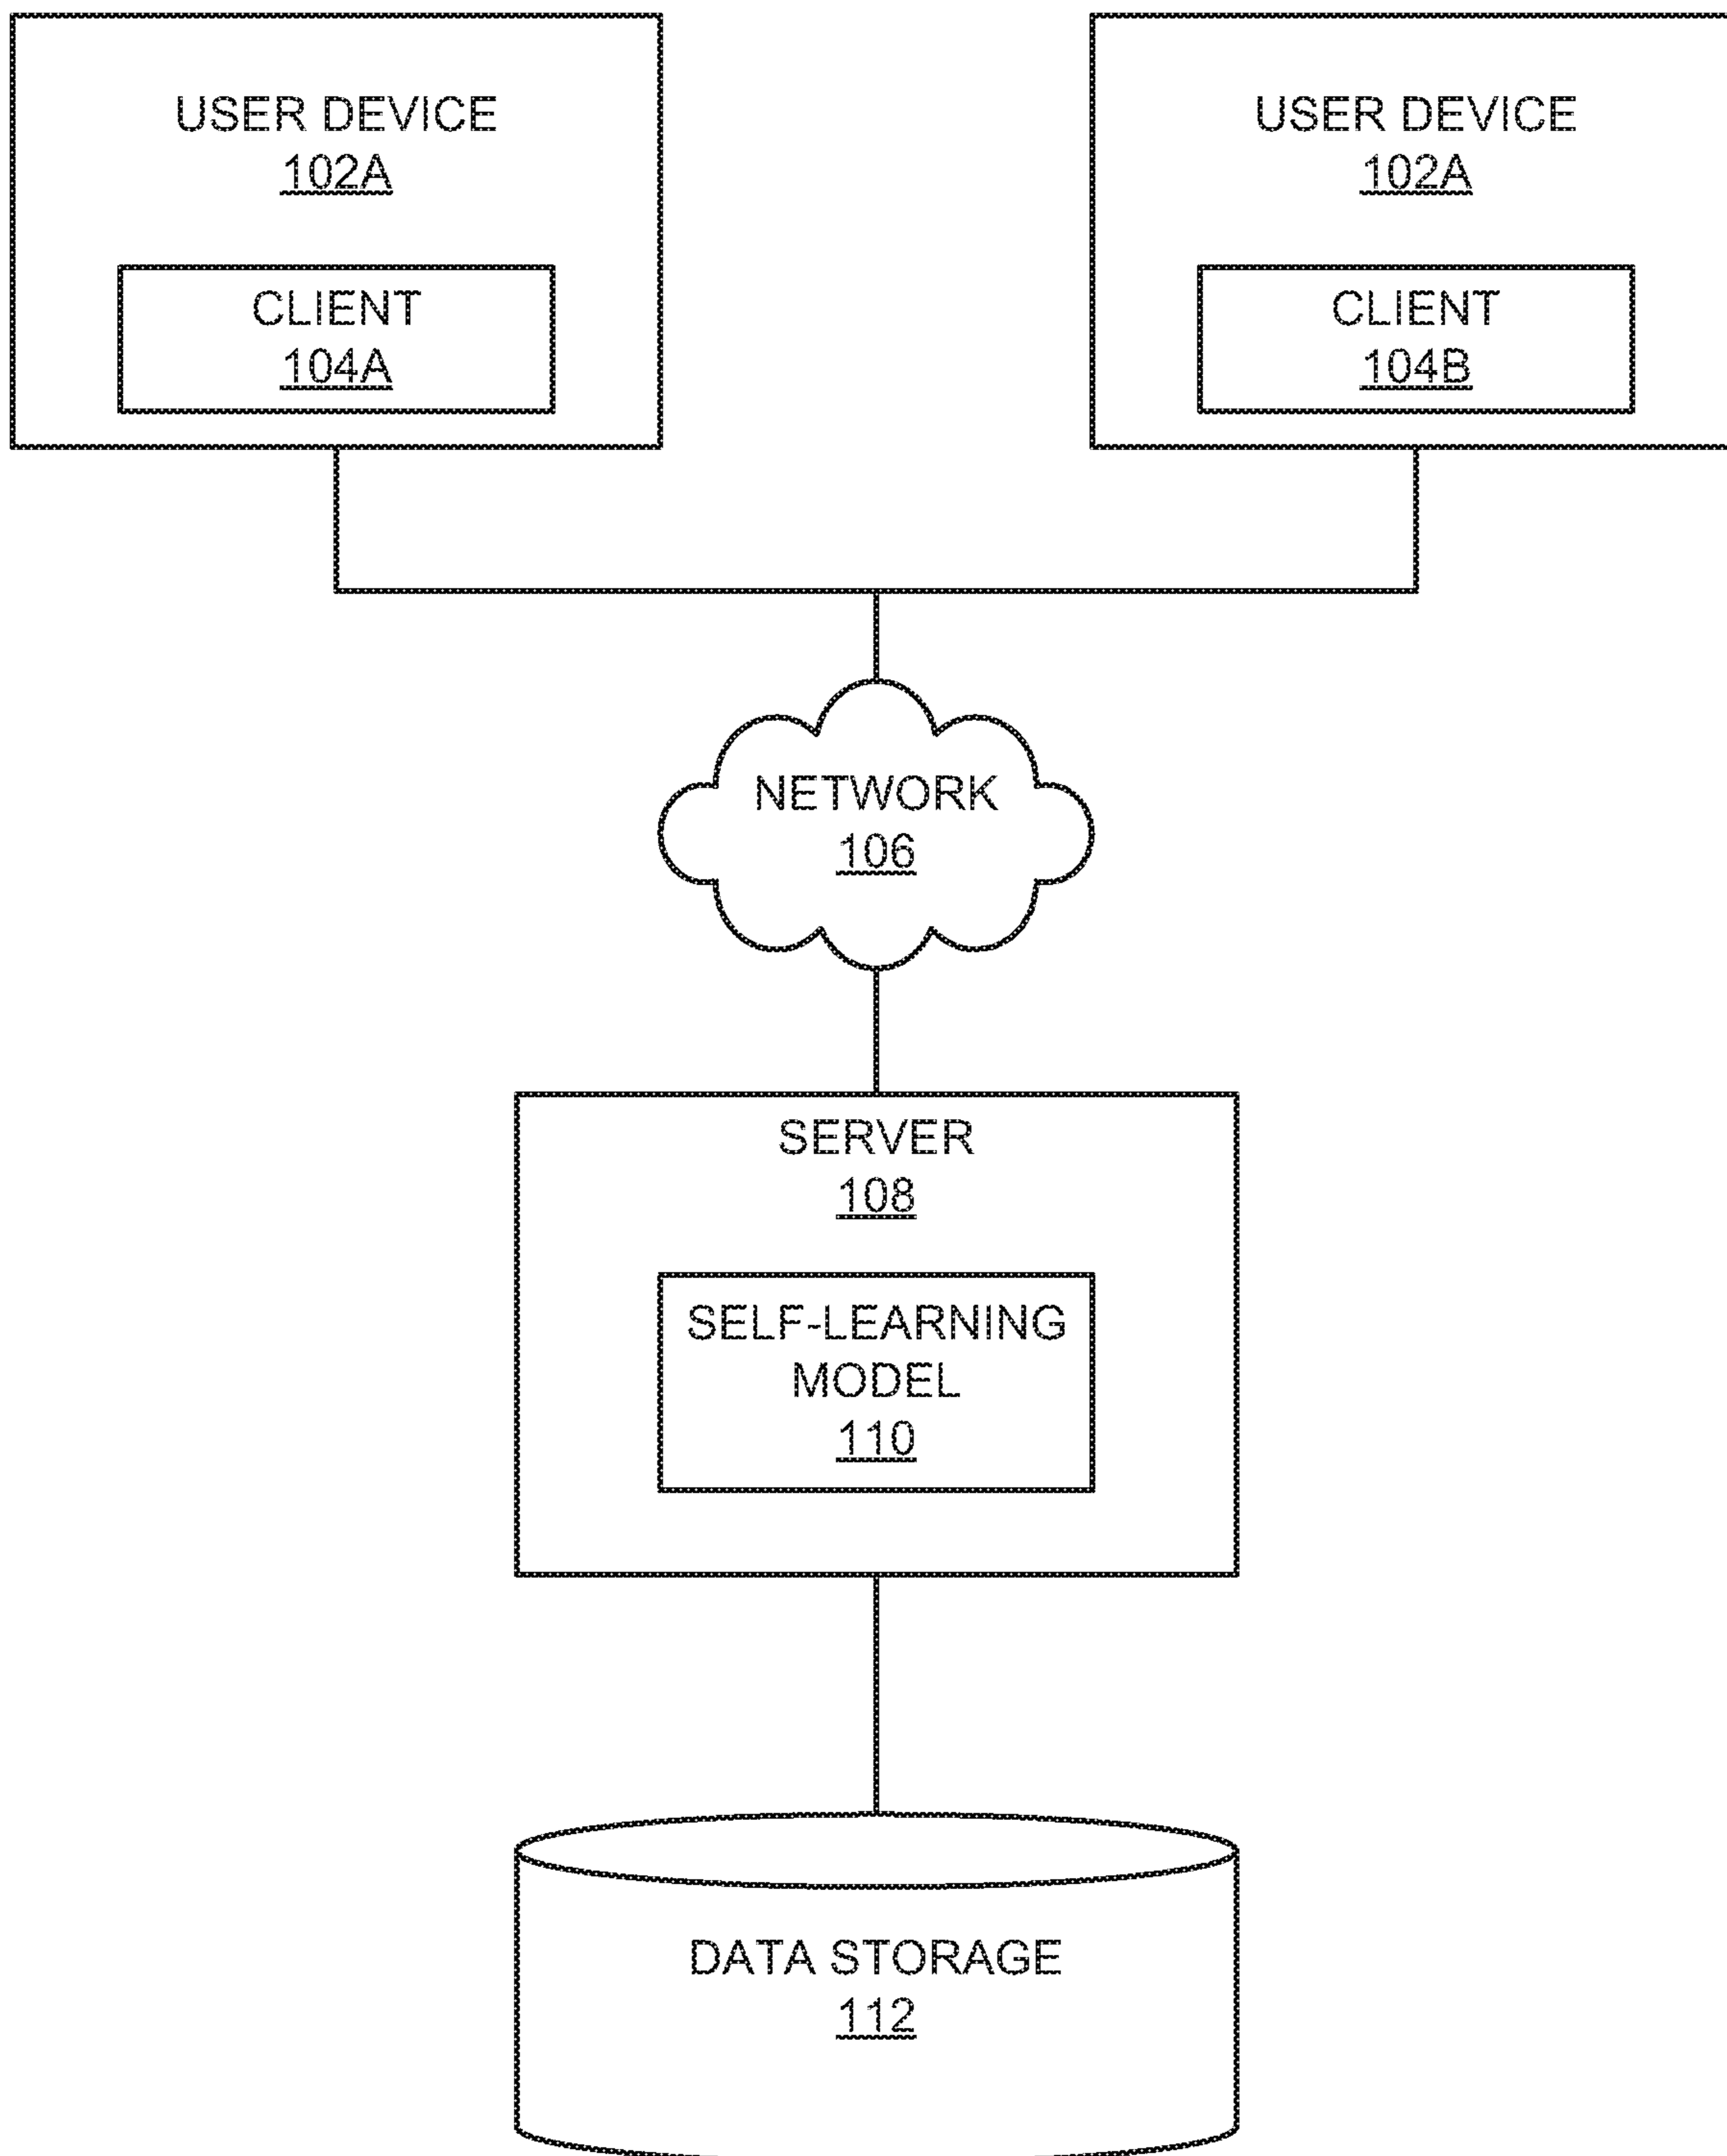 USER DEVICE
102A
CLIENT
104A
USER DEVICE
102A
CLIENT
104B
NETWORK
106
SERVER
108
SELF-LEARNING
MODEL
110
DATA STORAGE
112